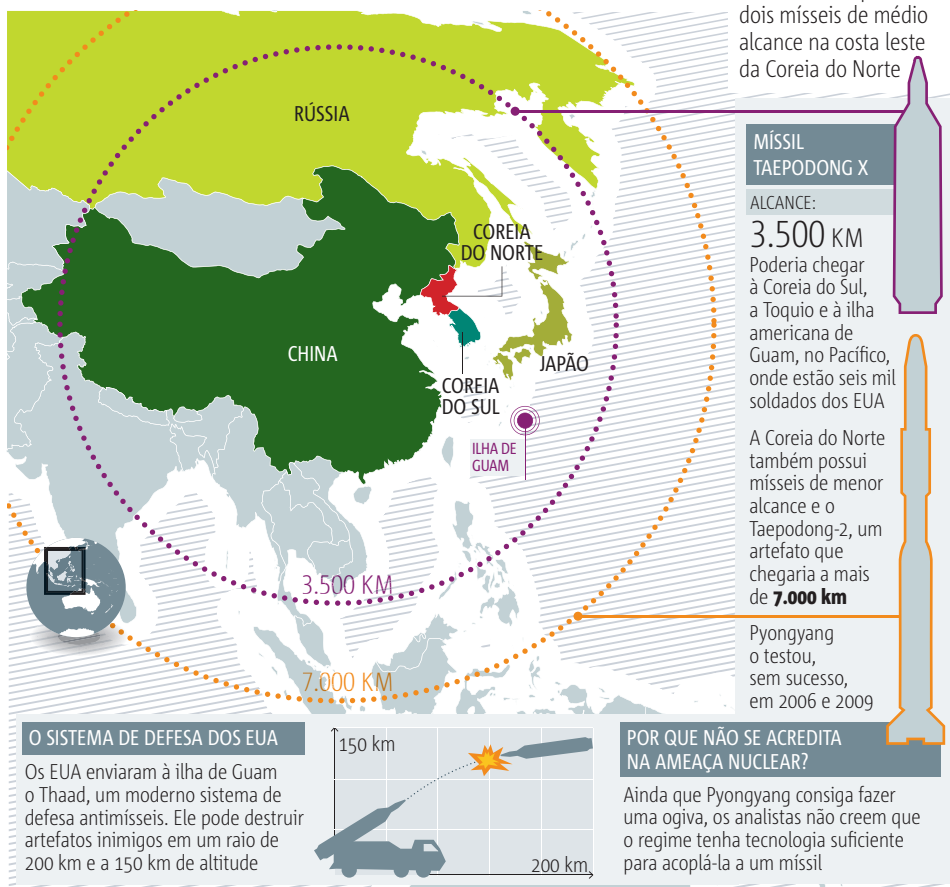 dois mísseis de médio
alcance na costa leste
da Coreia do Norte
RÚSSIA
COREIA
DO NORTE
CHINA
JAPÃO
COREIA
DO SUL
ILHA DE
GUAM
3.500 KM
7.000 KM
MÍSSIL
TAEPODONG X
ALCANCE:
3.500 KM
Poderia chegar
à Coreia do Sul,
a Toquio e à ilha
americana de
Guam, no Pacífico,
onde estão seis mil
soldados dos EUA
A Coreia do Norte
também possui
mísseis de menor
alcance e o
Taepodong-2, um
artefato que
chegaria a mais
de 7.000 km
Pyongyang
o testou,
sem sucesso,
em 2006 e 2009
O SISTEMA DE DEFESA DOS EUA
Os EUA enviaram à ilha de Guam
o Thaad, um moderno sistema de
defesa antimísseis. Ele pode destruir
artefatos inimigos em um raio de
200 km e a 150 km de altitude
150 km
200 km
POR QUE NÃO SE ACREDITA
NA AMEAÇA NUCLEAR?
Ainda que Pyongyang consiga fazer
uma ogiva, os analistas não creem que
o regime tenha tecnologia suficiente
para acoplá-la a um míssil